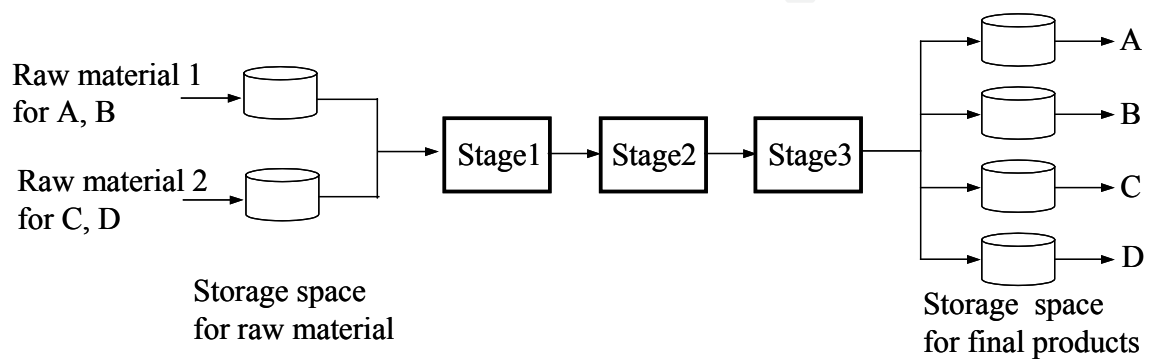 Raw material 1
for A, B
Raw material 2
for C, D
Storage space
for raw material
Stage1
Stage2
Stage3
A
B
C
D
Storage space
for final products